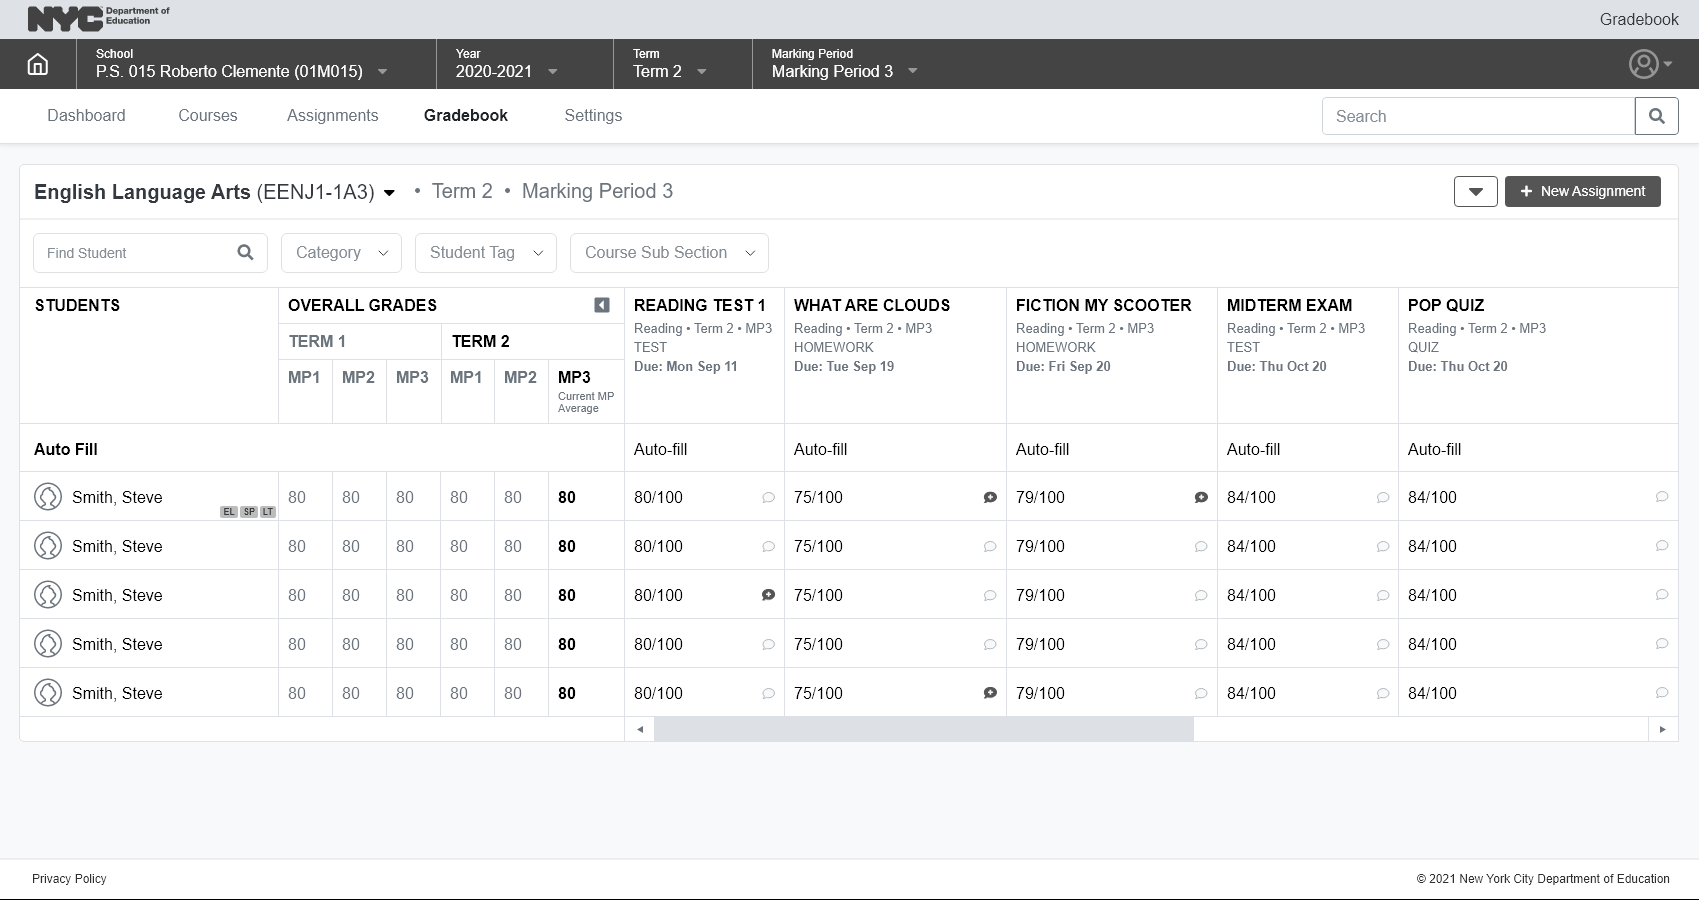 NYC Department of
Education
Gradebook
School
P.S. 015 Roberto Clemente (01M015)
Year
2020-2021
Term
Term 2
Marking Period
Marking Period 3
Dashboard Courses Assignments Gradebook Settings
Search
English Language Arts (EENJ1-1A3) • Term 2 • Marking Period 3
+ New Assignment
Find Student
Category
Student Tag
Course Sub Section
STUDENTS
OVERALL GRADES
TERM 1
TERM 2
MP1 MP2 MP3 MP1 MP2 MP3
Current MP
Average
READING TEST 1
Reading • Term 2 • MP3
TEST
Due: Mon Sep 11
WHAT ARE CLOUDS
Reading • Term 2 • MP3
HOMEWORK
Due: Tue Sep 19
FICTION MY SCOOTER
Reading • Term 2 • MP3
HOMEWORK
Due: Fri Sep 20
MIDTERM EXAM
Reading • Term 2 • MP3
TEST
Due: Thu Oct 20
POP QUIZ
Reading • Term 2 • MP3
QUIZ
Due: Thu Oct 20
Auto Fill Auto-fill Auto-fill Auto-fill Auto-fill Auto-fill
Smith, Steve 80 80 80 80 80 80 80/100 75/100 79/100 84/100 84/100
EL SP LT
Smith, Steve 80 80 80 80 80 80 80/100 75/100 79/100 84/100 84/100
Smith, Steve 80 80 80 80 80 80 80/100 75/100 79/100 84/100 84/100
Smith, Steve 80 80 80 80 80 80 80/100 75/100 79/100 84/100 84/100
Smith, Steve 80 80 80 80 80 80 80/100 75/100 79/100 84/100 84/100
Privacy Policy
© 2021 New York City Department of Education